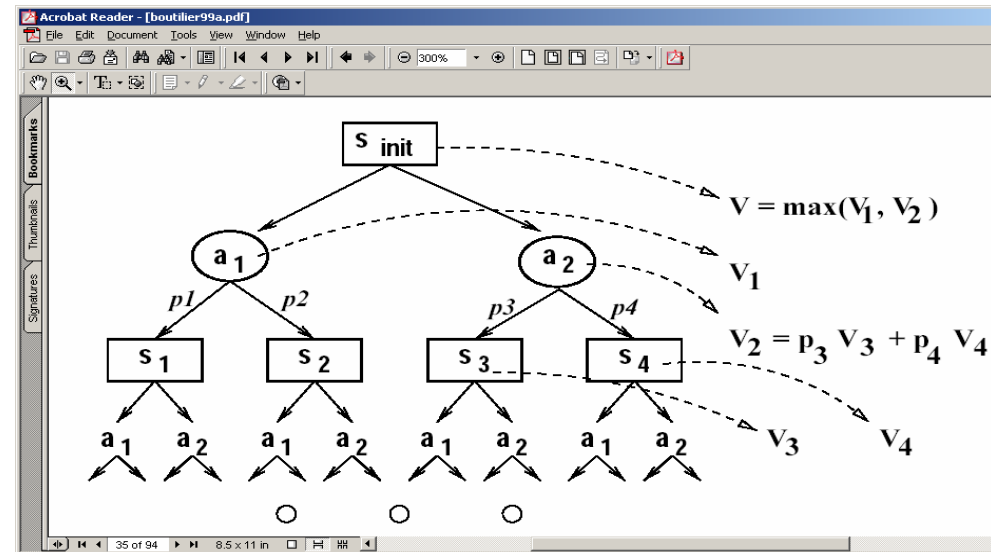 Acrobat Reader - [boutilier99a.pdf]
File Edit Document Tools View Window Help
300%
Bookmarks
Thumbnails
Signatures
s init
V = max(V1, V2 )
a 1
a 2
V1
p1 p2 p3 p4
V2 = p3 V3 + p4 V4
s 1 s 2 s 3 s 4
a 1 a 2 a 1 a 2 a 1 a 2 a 1 a 2
V3 V4
35 of 94 8.5 x 11 in